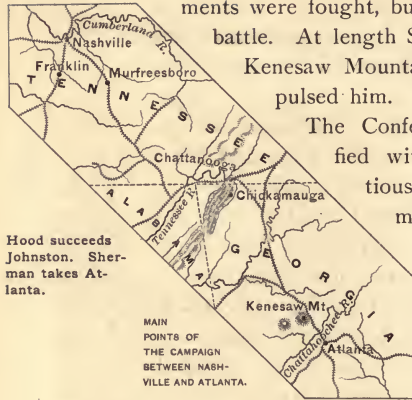 ments were fought, bu
battle. At length S
Kenesaw Mounta
pulsed him.
The Confe
fied wit
tious
m
Cumberland R.
Nashville
Franklin
Murfreesboro
TENNESSEE
Chattanooga
Chickamauga
Tennessee R.
ALABAMA
GEORGIA
Kenesaw Mt.
Chattahoochee R.
Atlanta
Hood succeeds
Johnston. Sher-
man takes At-
lanta.
MAIN
POINTS OF
THE CAMPAIGN
BETWEEN NASH-
VILLE AND ATLANTA.